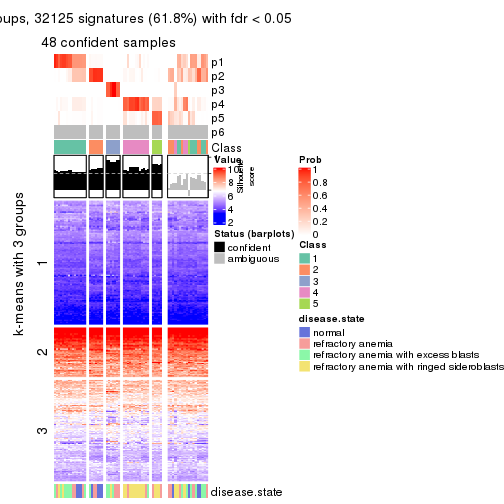 oups, 32125 signatures (61.8%) with fdr < 0.05
48 confident samples
p1
p2
p3
p4
p5
p6
Class
k-means with 3 groups
1
2
3
disease.state
Value
10
8
6
4
2
Silhouette
score
Status (barplots)
confident
ambiguous
Prob
1
0.8
0.6
0.4
0.2
0
Class
1
2
3
4
5
disease.state
normal
refractory anemia
refractory anemia with excess blasts
refractory anemia with ringed sideroblasts